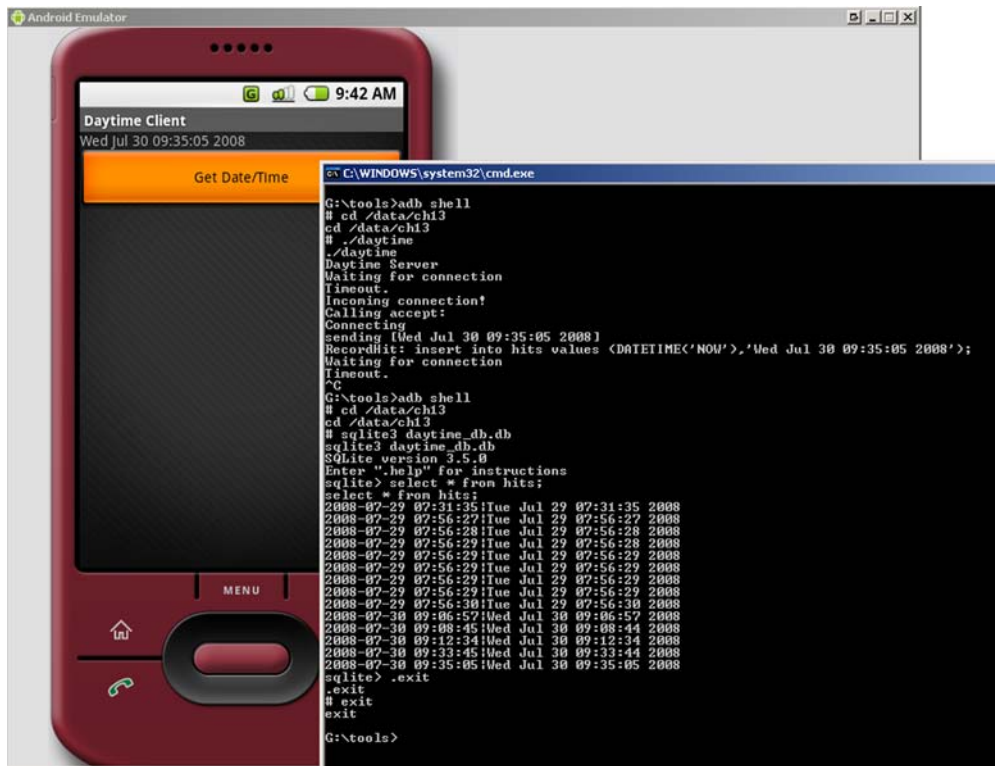 Android Emulator
G
9:42 AM
Daytime Client
Wed Jul 30 09:35:05 2008
Get Date/Time
MENU
C:\WINDOWS\system32\cmd.exe
G:\tools>adb shell
# cd /data/ch13
cd /data/ch13
# ./daytime
./daytime
Daytime Server
Waiting for connection
Timeout.
Incoming connection!
Calling accept:
Connecting
sending [Wed Jul 30 09:35:05 2008]
RecordHit: insert into hits values (DATETIME('NOW'),'Wed Jul 30 09:35:05 2008');
Waiting for connection
Timeout.
^C
G:\tools>adb shell
# cd /data/ch13
cd /data/ch13
# sqlite3 daytime_db.db
sqlite3 daytime_db.db
SQLite version 3.5.0
Enter ".help" for instructions
sqlite> select * from hits;
select * from hits;
2008-07-29 07:31:35|Tue Jul 29 07:31:35 2008
2008-07-29 07:56:27|Tue Jul 29 07:56:27 2008
2008-07-29 07:56:28|Tue Jul 29 07:56:28 2008
2008-07-29 07:56:29|Tue Jul 29 07:56:28 2008
2008-07-29 07:56:29|Tue Jul 29 07:56:29 2008
2008-07-29 07:56:29|Tue Jul 29 07:56:29 2008
2008-07-29 07:56:29|Tue Jul 29 07:56:29 2008
2008-07-29 07:56:30|Tue Jul 29 07:56:30 2008
2008-07-30 09:06:57|Wed Jul 30 09:06:57 2008
2008-07-30 09:08:45|Wed Jul 30 09:08:44 2008
2008-07-30 09:12:34|Wed Jul 30 09:12:34 2008
2008-07-30 09:33:45|Wed Jul 30 09:33:44 2008
2008-07-30 09:35:05|Wed Jul 30 09:35:05 2008
sqlite> .exit
.exit
# exit
exit
G:\tools>